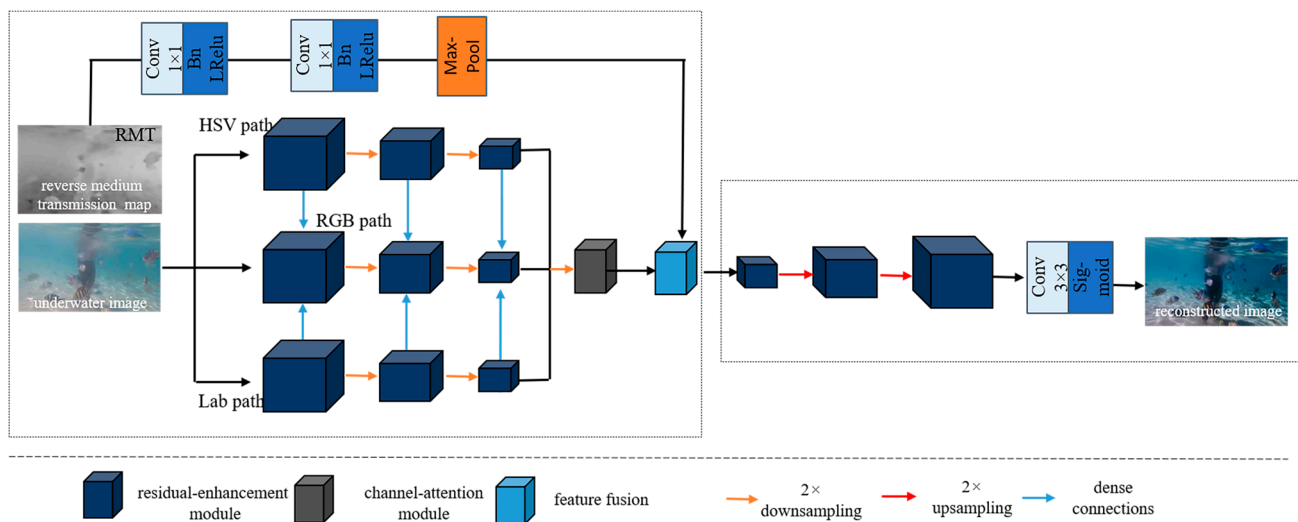 Conv
1×1
Bn
LRelu
Conv
1×1
Bn
LRelu
Max-
Pool
RMT
reverse medium
transmission map
underwater image
HSV path
RGB path
Lab path
Conv
3×3
Sig-
moid
reconstructed image
residual-enhancement
module
channel-attention
module
feature fusion
2×
downsampling
2×
upsampling
dense
connections